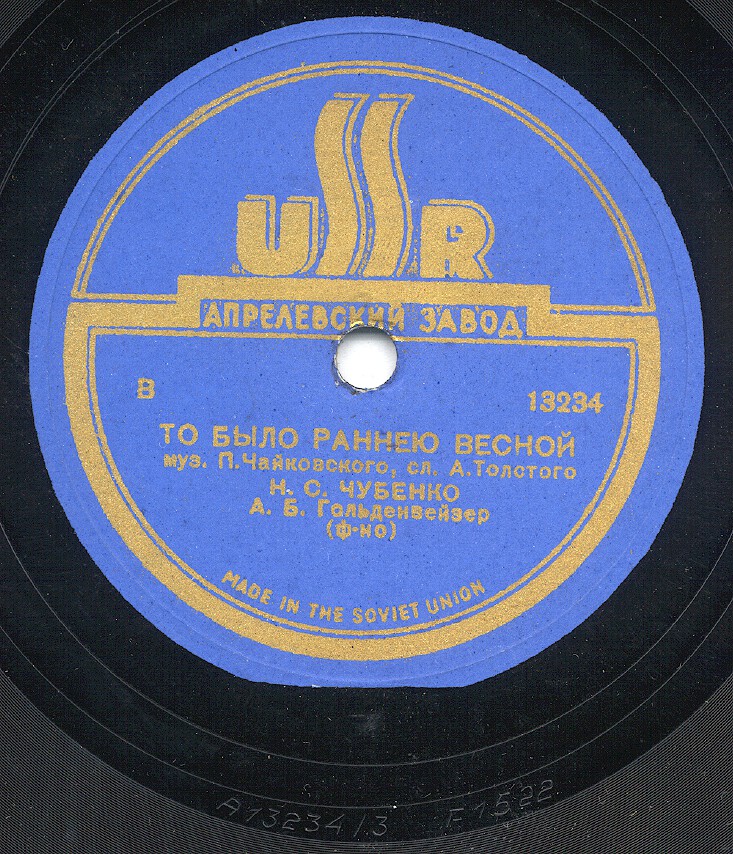 USSR
АПРЕЛЕВСКИЙ ЗАВОД
В 13234
ТО БЫЛО РАННЕЮ ВЕСНОЙ
муз. П.Чайковского, сл. А.Толстого
Н. С. ЧУБЕНКО
А. Б. Гольденвейзер
(ф-но)
MADE IN THE SOVIET UNION
A13234/3 F1522